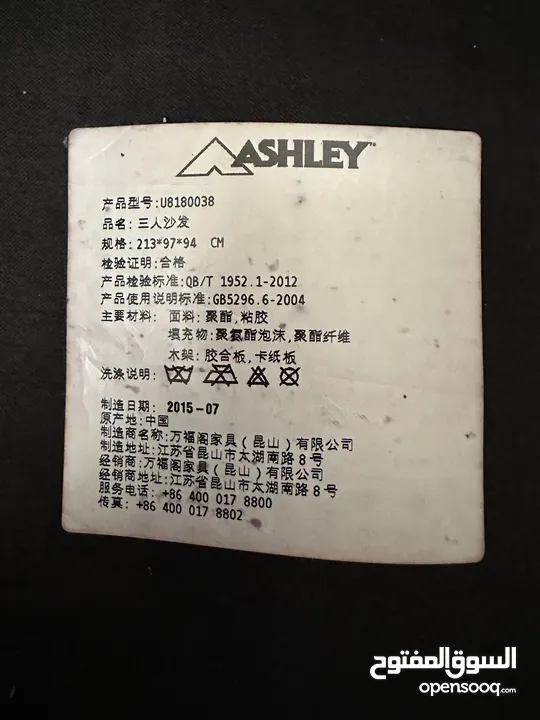 ASHLEY™
产品型号:U8180038
品名:三人沙发
规格:213*97*94 CM
检验证明:合格
产品检验标准:QB/T 1952.1-2012
产品使用说明标准:GB5296.6-2004
主要材料: 面料:聚酯,粘胶
填充物:聚氨酯泡沫,聚酯纤维
木架:胶合板,卡纸板
洗涤说明:
制造日期: 2015-07
原产地:中国
制造商名称:万福阁家具(昆山)有限公司
制造商地址:江苏省昆山市太湖南路8号
经销商:万福阁家具(昆山)有限公司
经销商地址:江苏省昆山市太湖南路8号
服务电话: +86 400 017 8800
传真: +86 400 017 8802
السوق المفتوح
opensooq.com